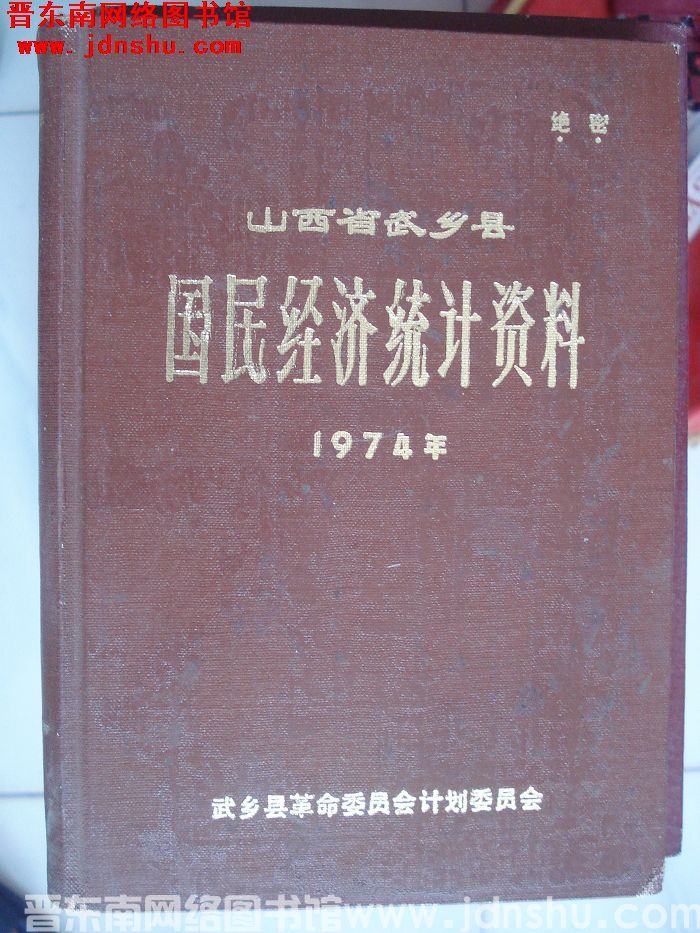 晋东南网络图书馆
www.jdnshu.com
绝密
山西省武乡县
国民经济统计资料
1974年
武乡县革命委员会计划委员会
晋东南网络图书馆www.jdnshu.com